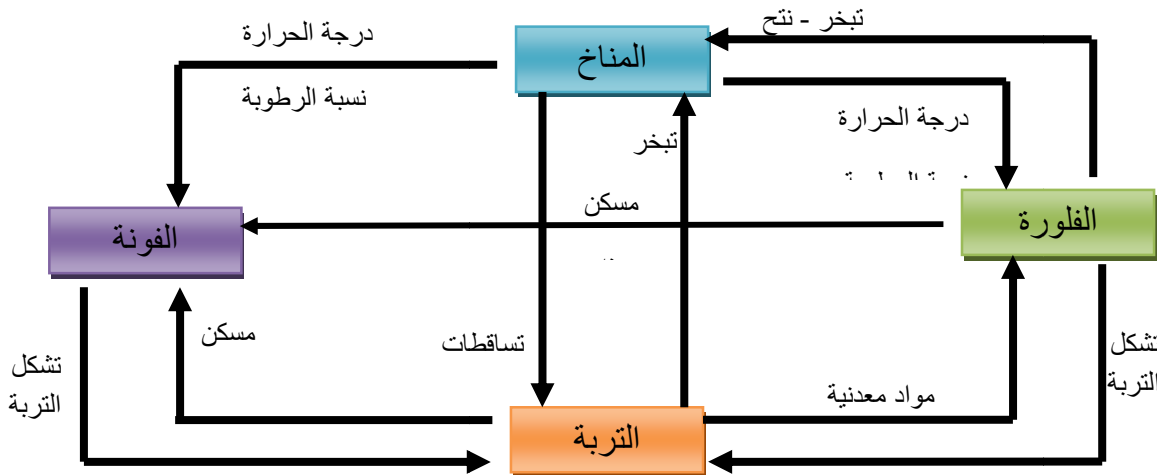 تبخر - نتح
درجة الحرارة
المناخ
نسبة الرطوبة
درجة الحرارة
تبخر
مسكن
الفلورة
الفونة
تساقطات
مسكن
تشكل
التربة
تشكل
التربة
مواد معدنية
التربة